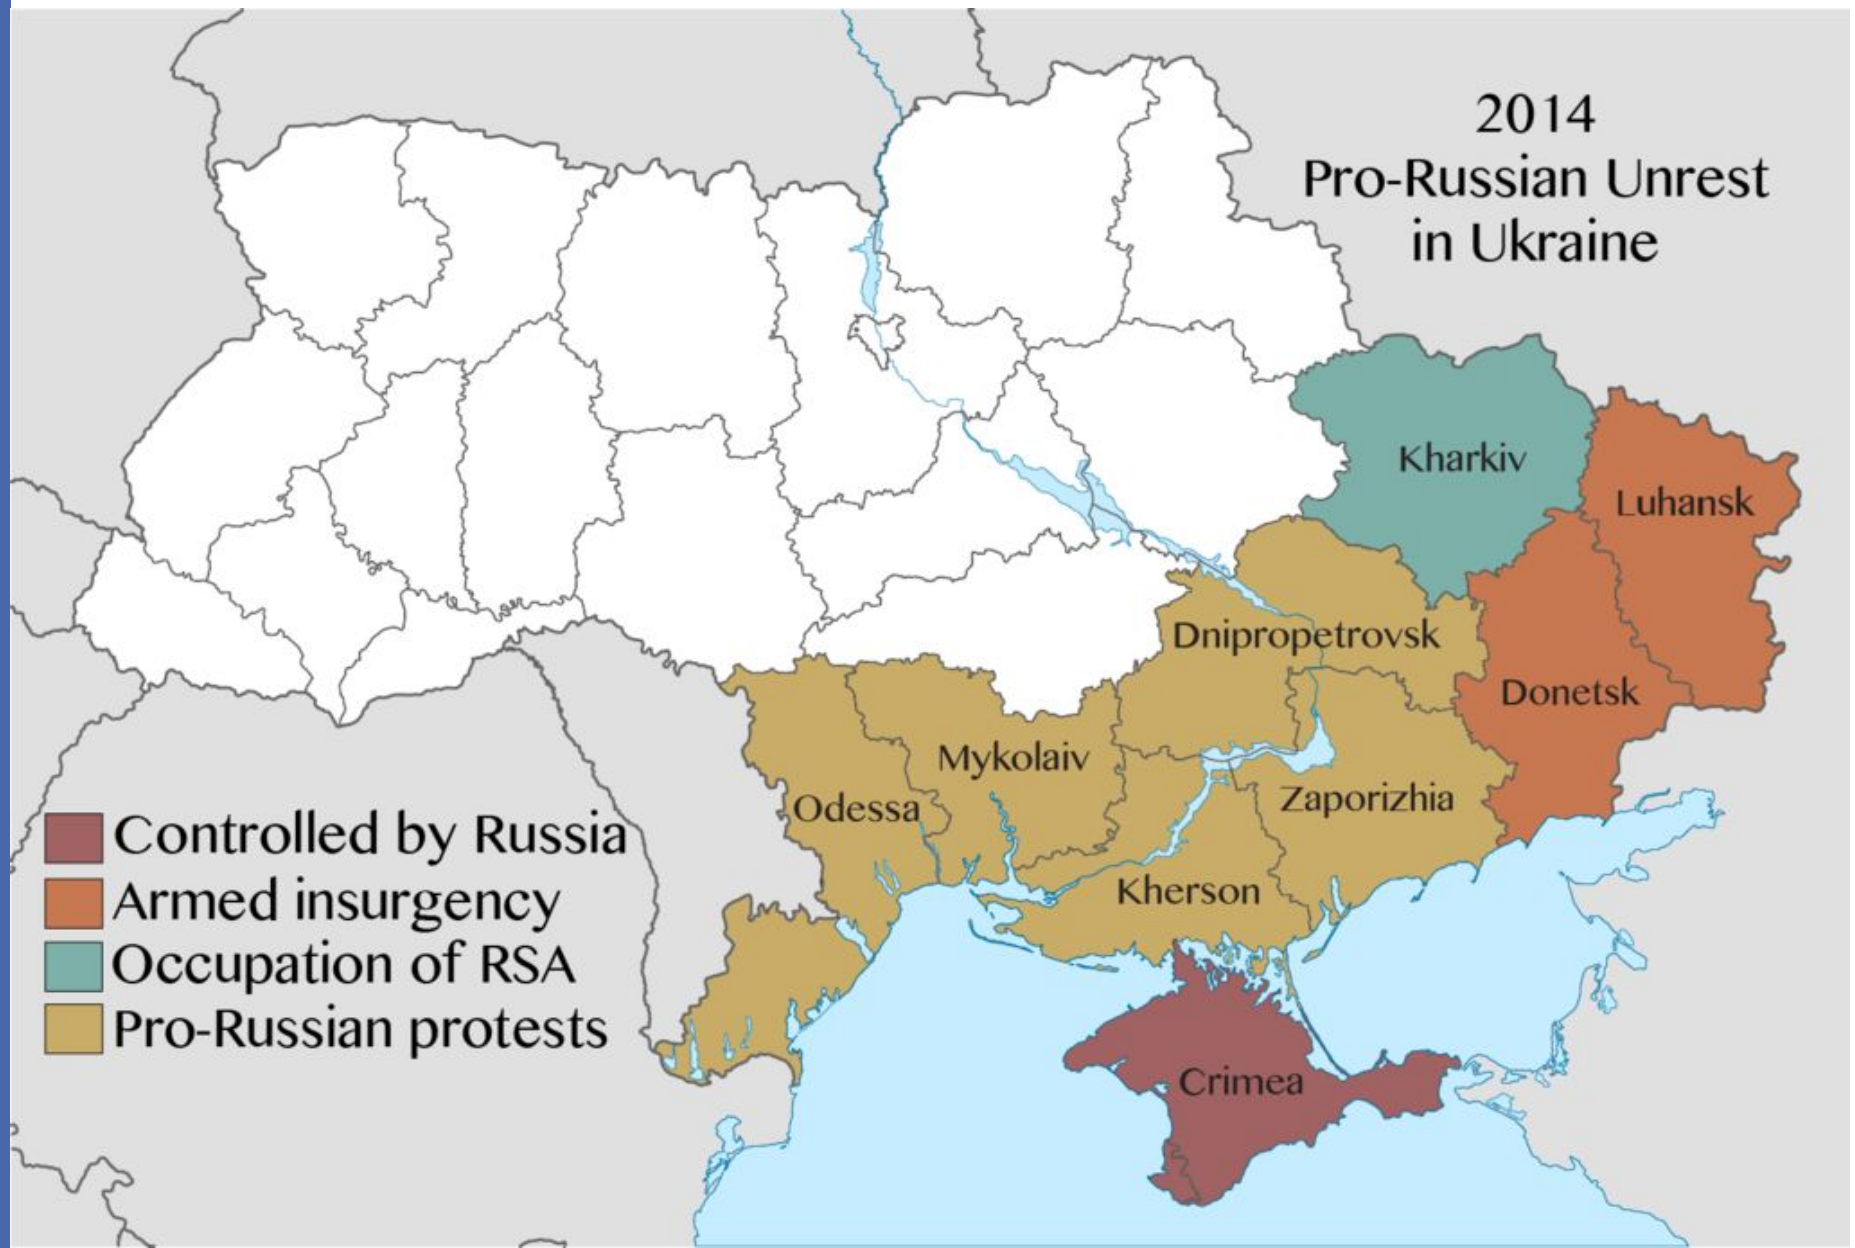 2014
Pro-Russian Unrest
in Ukraine
Kharkiv
Luhansk
Dnipropetrovsk
Donetsk
Mykolaiv
Odessa
Zaporizhia
Kherson
Crimea
Controlled by Russia
Armed insurgency
Occupation of RSA
Pro-Russian protests